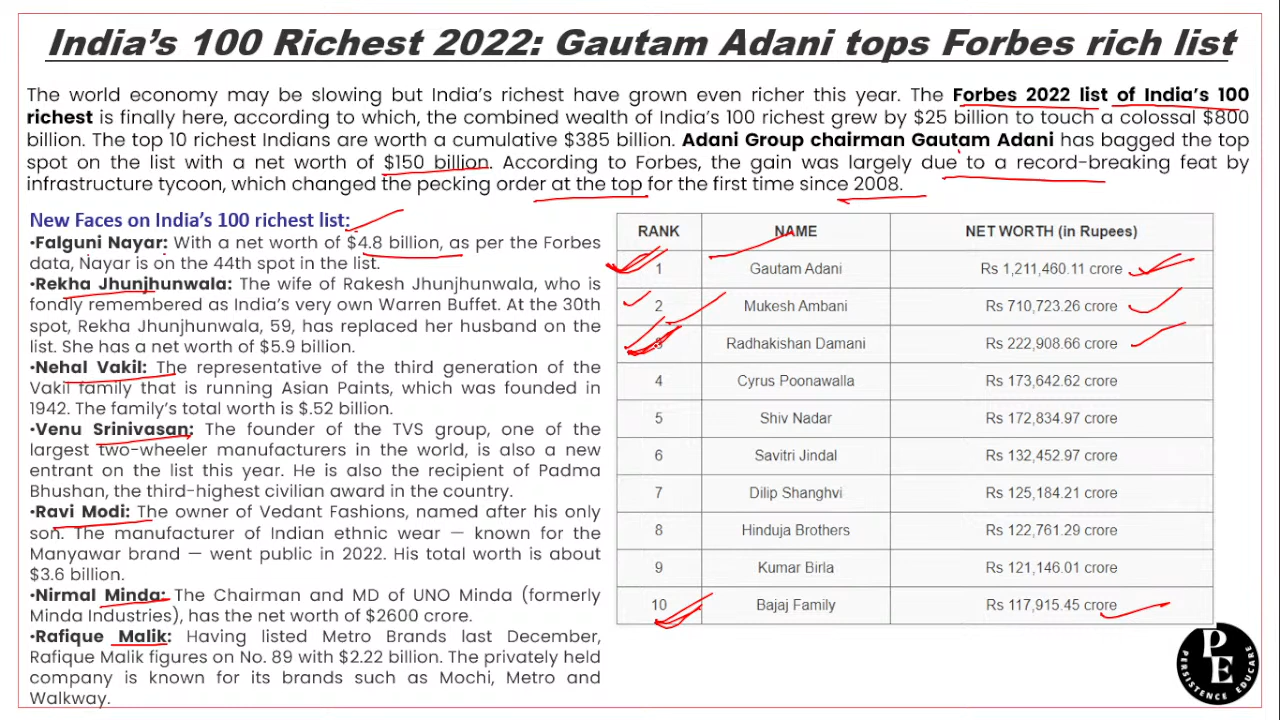 India's 100 Richest 2022: Gautam Adani tops Forbes rich list
The world economy may be slowing but India's richest have grown even richer this year. The Forbes 2022 list of India's 100
richest is finally here, according to which, the combined wealth of India's 100 richest grew by $25 billion to touch a colossal $800
billion. The top 10 richest Indians are worth a cumulative $385 billion. Adani Group chairman Gautam Adani has bagged the top
spot on the list with a net worth of $150 billion. According to Forbes, the gain was largely due to a record-breaking feat by
infrastructure tycoon, which changed the pecking order at the top for the first time since 2008.
New Faces on India's 100 richest list:
•Falguni Nayar: With a net worth of $4.8 billion, as per the Forbes
data, Nayar is on the 44th spot in the list.
•Rekha Jhunjhunwala: The wife of Rakesh Jhunjhunwala, who is
fondly remembered as India's very own Warren Buffet. At the 30th
spot, Rekha Jhunjhunwala, 59, has replaced her husband on the
list. She has a net worth of $5.9 billion.
•Nehal Vakil: The representative of the third generation of the
Vakil family that is running Asian Paints, which was founded in
1942. The family's total worth is $.52 billion.
•Venu Srinivasan: The founder of the TVS group, one of the
largest two-wheeler manufacturers in the world, is also a new
entrant on the list this year. He is also the recipient of Padma
Bhushan, the third-highest civilian award in the country.
•Ravi Modi: The owner of Vedant Fashions, named after his only
son. The manufacturer of Indian ethnic wear — known for the
Manyawar brand — went public in 2022. His total worth is about
$3.6 billion.
•Nirmal Minda: The Chairman and MD of UNO Minda (formerly
Minda Industries), has the net worth of $2600 crore.
•Rafique Malik: Having listed Metro Brands last December,
Rafique Malik figures on No. 89 with $2.22 billion. The privately held
company is known for its brands such as Mochi, Metro and
Walkway.
RANK NAME NET WORTH (in Rupees)
1 Gautam Adani Rs 1,211,460.11 crore
2 Mukesh Ambani Rs 710,723.26 crore
3 Radhakishan Damani Rs 222,908.66 crore
4 Cyrus Poonawalla Rs 173,642.62 crore
5 Shiv Nadar Rs 172,834.97 crore
6 Savitri Jindal Rs 132,452.97 crore
7 Dilip Shanghvi Rs 125,184.21 crore
8 Hinduja Brothers Rs 122,761.29 crore
9 Kumar Birla Rs 121,146.01 crore
10 Bajaj Family Rs 117,915.45 crore
PE
PERSISTENCE EDUCARE